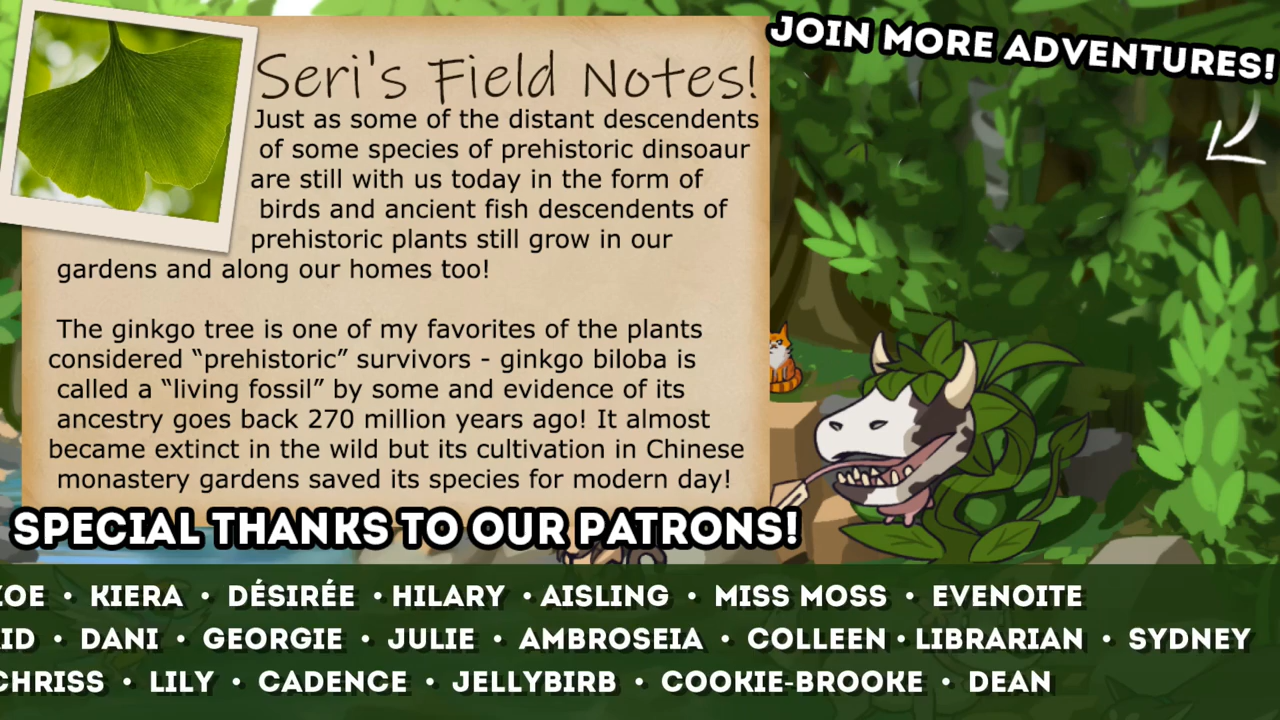 JOIN MORE ADVENTURES!
Seri's Field Notes!
Just as some of the distant descendents
of some species of prehistoric dinsoaur
are still with us today in the form of
birds and ancient fish descendents of
prehistoric plants still grow in our
gardens and along our homes too!
The ginkgo tree is one of my favorites of the plants
considered “prehistoric” survivors - ginkgo biloba is
called a “living fossil” by some and evidence of its
ancestry goes back 270 million years ago! It almost
became extinct in the wild but its cultivation in Chinese
monastery gardens saved its species for modern day!
SPECIAL THANKS TO OUR PATRONS!
• KIERA • DÉSIRÉE • HILARY • AISLING • MISS MOSS • EVENOITE
• DANI • GEORGIE • JULIE • AMBROSEIA • COLLEEN • LIBRARIAN • SYDNEY
CHRISS • LILY • CADENCE • JELLYBIRB • COOKIE-BROOKE • DEAN